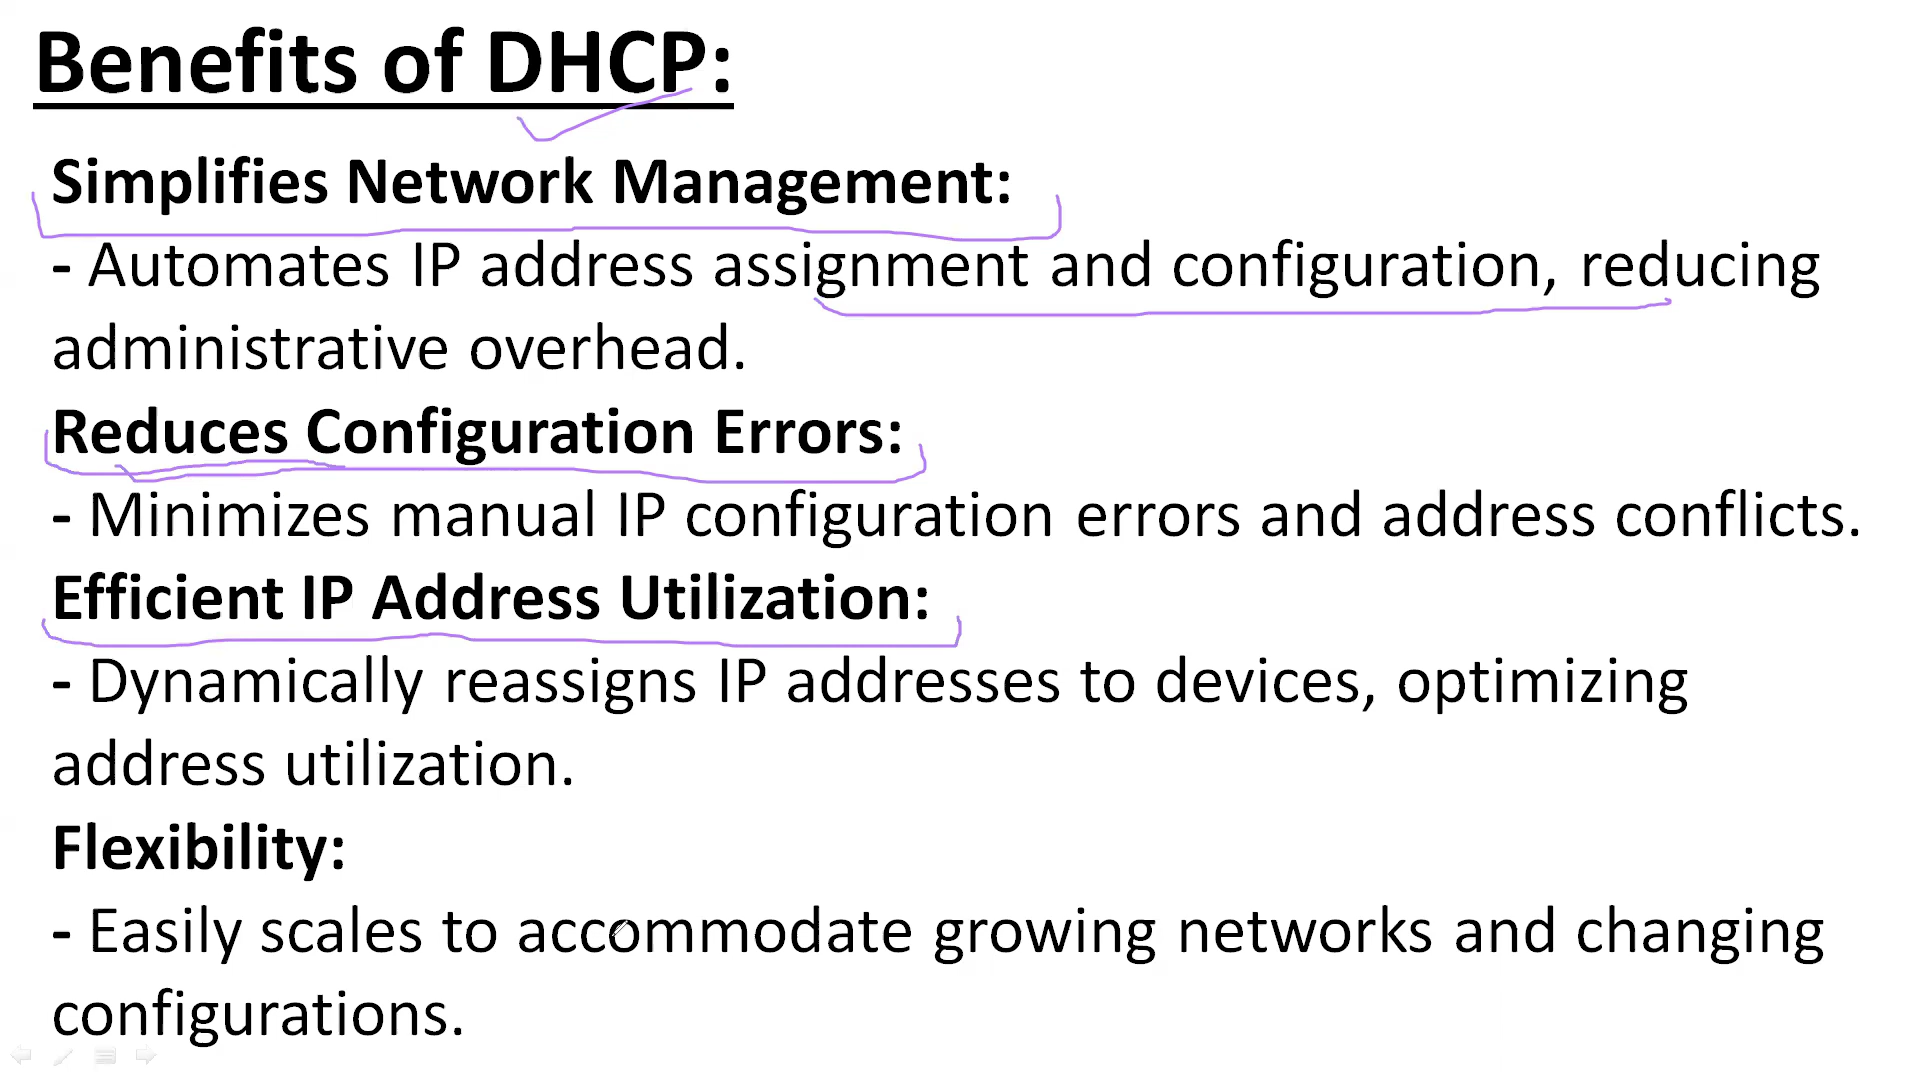 Benefits of DHCP:
Simplifies Network Management:
- Automates IP address assignment and configuration, reducing
administrative overhead.
Reduces Configuration Errors:
- Minimizes manual IP configuration errors and address conflicts.
Efficient IP Address Utilization:
- Dynamically reassigns IP addresses to devices, optimizing
address utilization.
Flexibility:
- Easily scales to accommodate growing networks and changing
configurations.